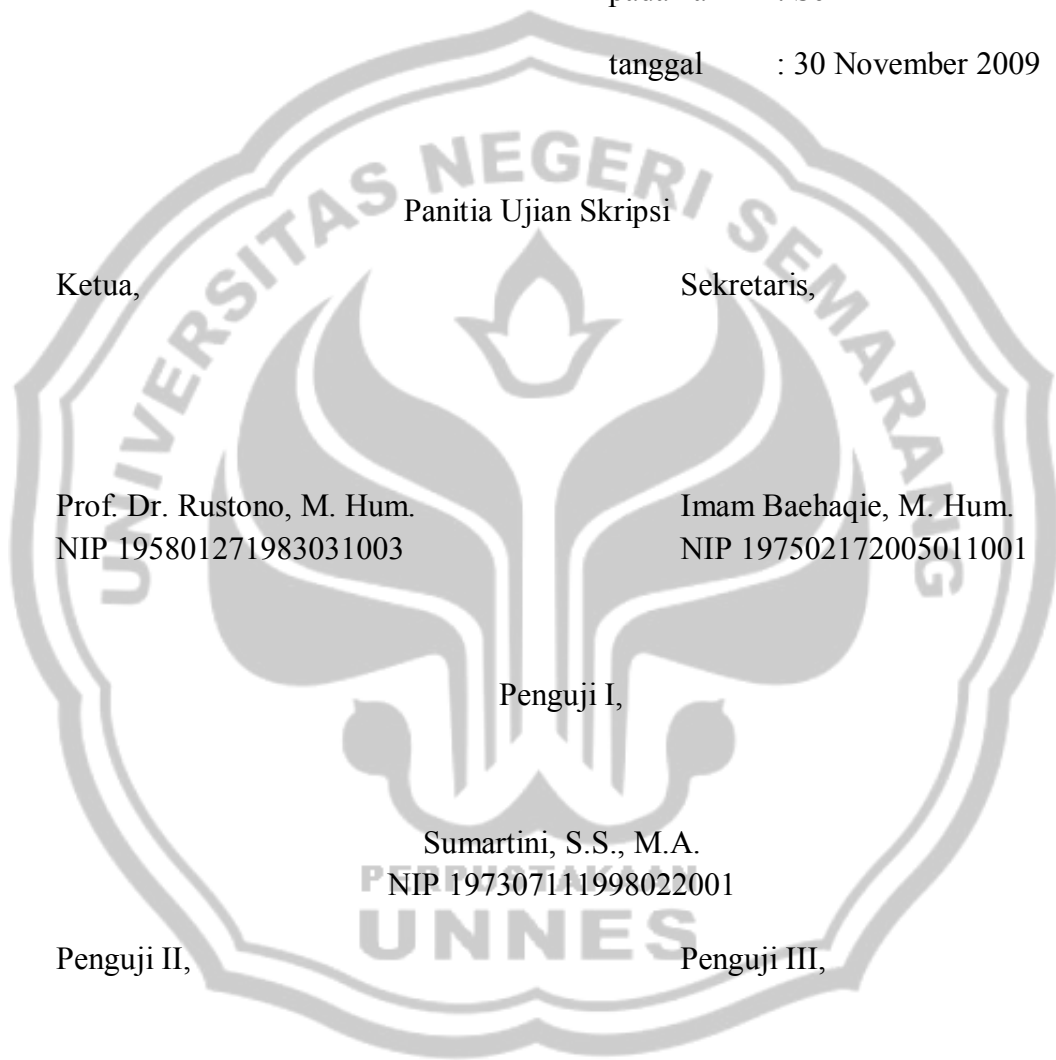 tanggal : 30 November 2009
UNIVERSITAS NEGERI SEMARANG
Panitia Ujian Skripsi
Ketua, Sekretaris,
Prof. Dr. Rustono, M. Hum. Imam Baehaqie, M. Hum.
NIP 195801271983031003 NIP 197502172005011001
Penguji I,
Sumartini, S.S., M.A.
PERPUSTAKAAN
NIP 197307111998022001
UNNES
Penguji II, Penguji III,